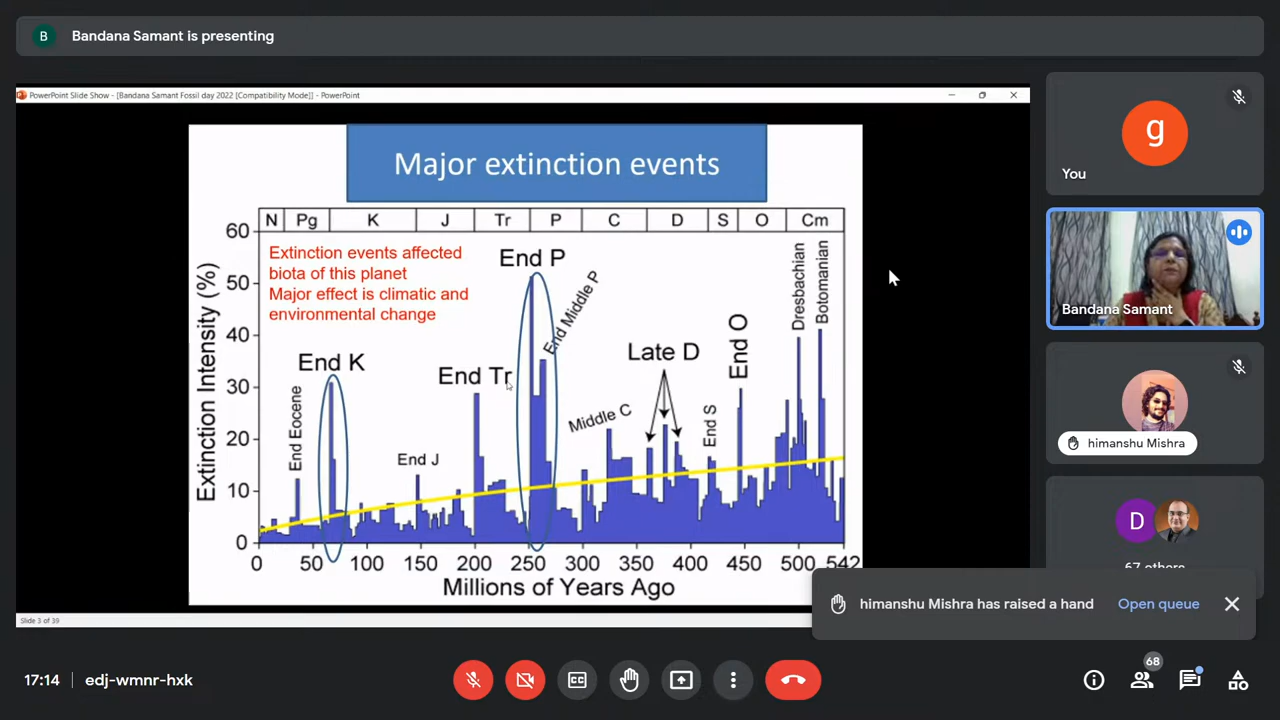 B
Bandana Samant is presenting
PowerPoint Slide Show - [Bandana Samant Fossil day 2022 [Compatibility Mode]] - PowerPoint
Major extinction events
N Pg K J Tr P C D S O Cm
60
50
40
30
20
10
0
Extinction Intensity (%)
Extinction events affected
biota of this planet
Major effect is climatic and
environmental change
End Eocene
End K
End J
End Tr
End P
End Middle P
Middle C
Late D
End S
End O
Dresbachian
Botomanian
0 50 100 150 200 250 300 350 400 450 500 542
Millions of Years Ago
Slide 3 of 39
g
You
Bandana Samant
himanshu Mishra
D
67 others
himanshu Mishra has raised a hand
Open queue
17:14
edj-wmnr-hxk
CC
68